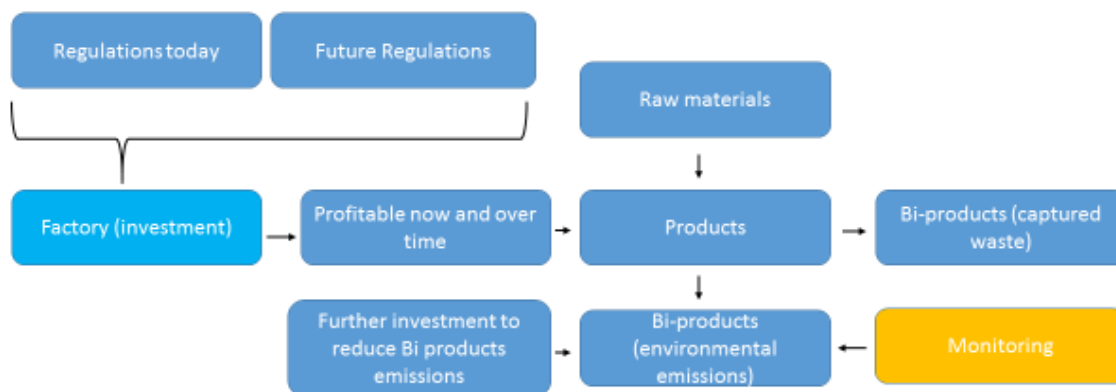 Regulations today
Future Regulations
Raw materials
Factory (investment)
Profitable now and over
time
Products
Bi-products (captured
waste)
Further investment to
reduce Bi products
emissions
Bi-products
(environmental
emissions)
Monitoring